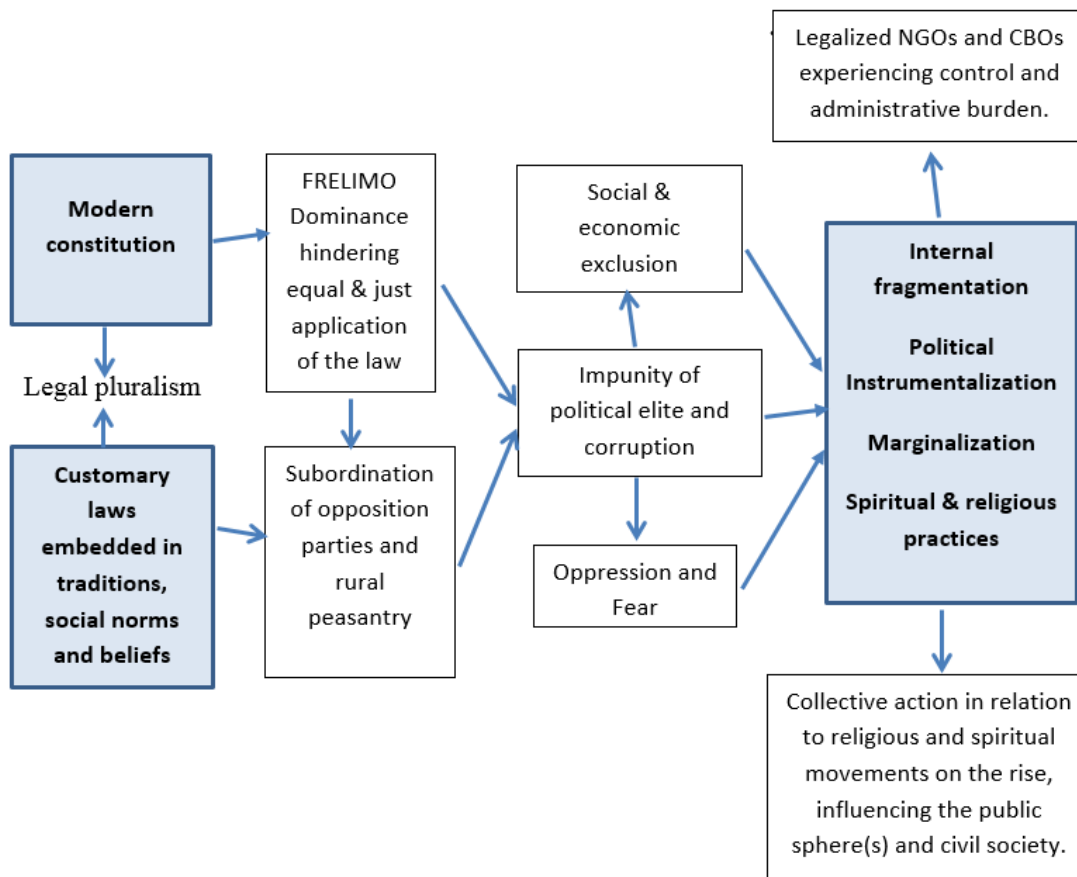 Legalized NGOs and CBOs
experiencing control and
administrative burden.
Modern
constitution
FRELIMO
Dominance
hindering
equal & just
application
of the law
Social &
economic
exclusion
Internal
fragmentation
Political
Instrumentalization
Marginalization
Spiritual & religious
practices
Legal pluralism
Impunity of
political elite and
corruption
Customary
laws
embedded in
traditions,
social norms
and beliefs
Subordination
of opposition
parties and
rural
peasantry
Oppression and
Fear
Collective action in relation
to religious and spiritual
movements on the rise,
influencing the public
sphere(s) and civil society.